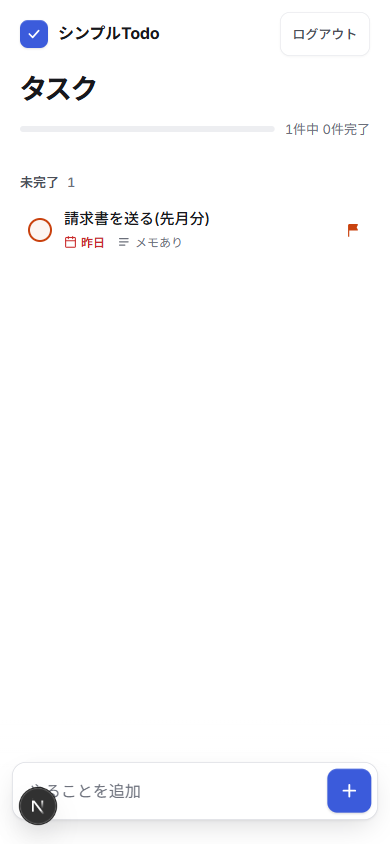 シンプルTodo
ログアウト
タスク
1件中 0件完了
未完了 1
請求書を送る(先月分)
昨日 メモあり
ることを追加
N